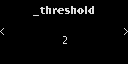 _threshold
< >
2